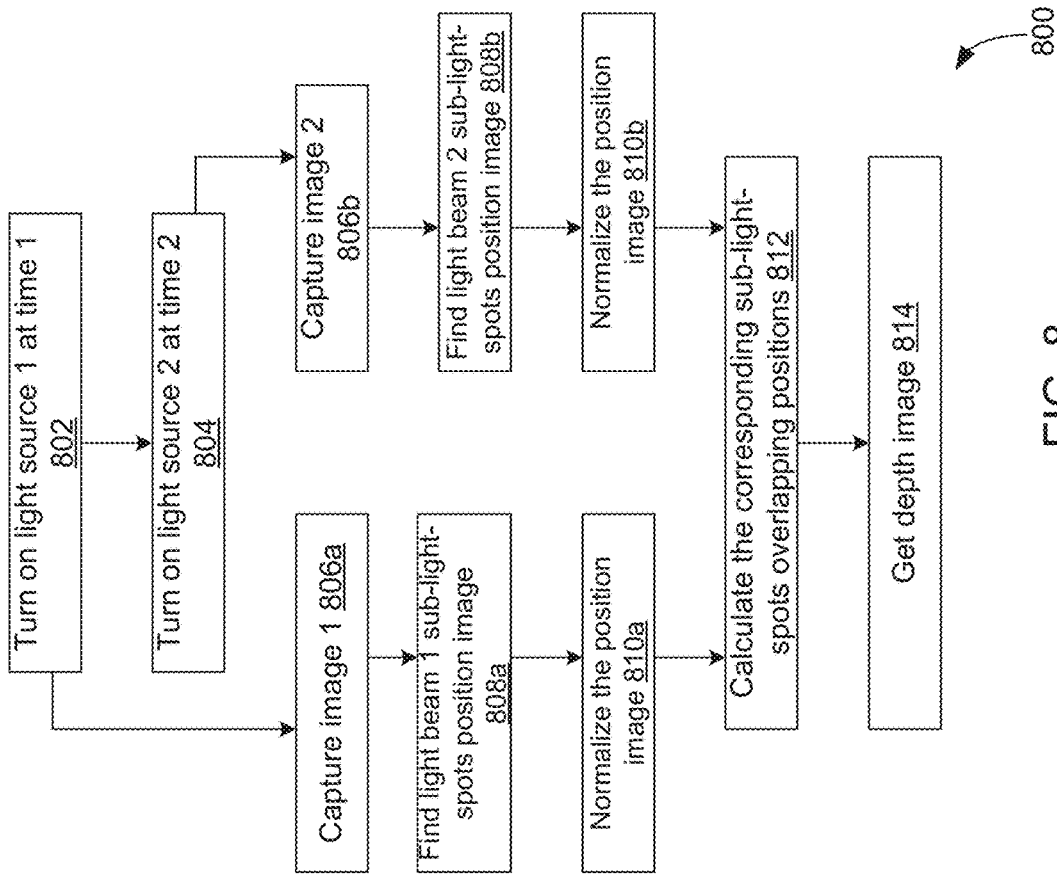 Turn on light source 1 at time 1
802
Turn on light source 2 at time 2
804
Capture image 1 806a
Find light beam 1 sub-light-
spots position image
808a
Normalize the position
image 810a
Capture image 2
806b
Find light beam 2 sub-light-
spots position image 808b
Normalize the position
image 810b
Calculate the corresponding sub-light-
spots overlapping positions 812
Get depth image 814
800
FIG. 8